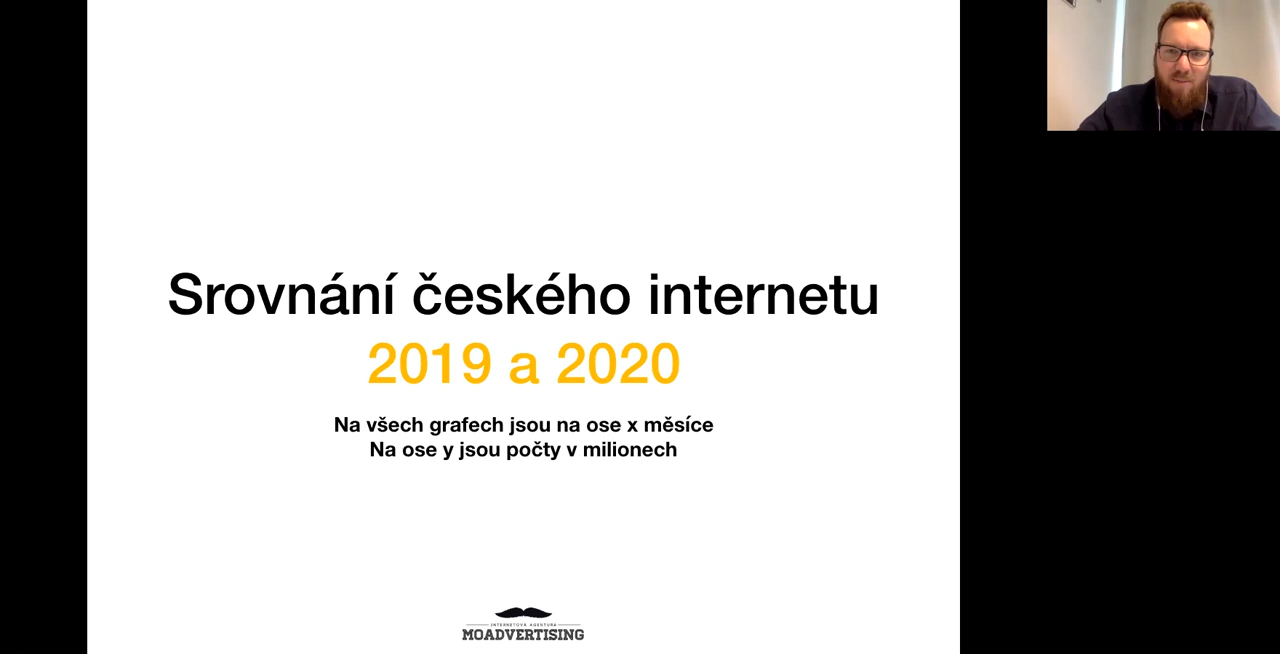 Srovnání českého internetu
2019 a 2020
Na všech grafech jsou na ose x měsíce
Na ose y jsou počty v milionech
INTERNETOVÁ AGENTURA
MOADVERTISING